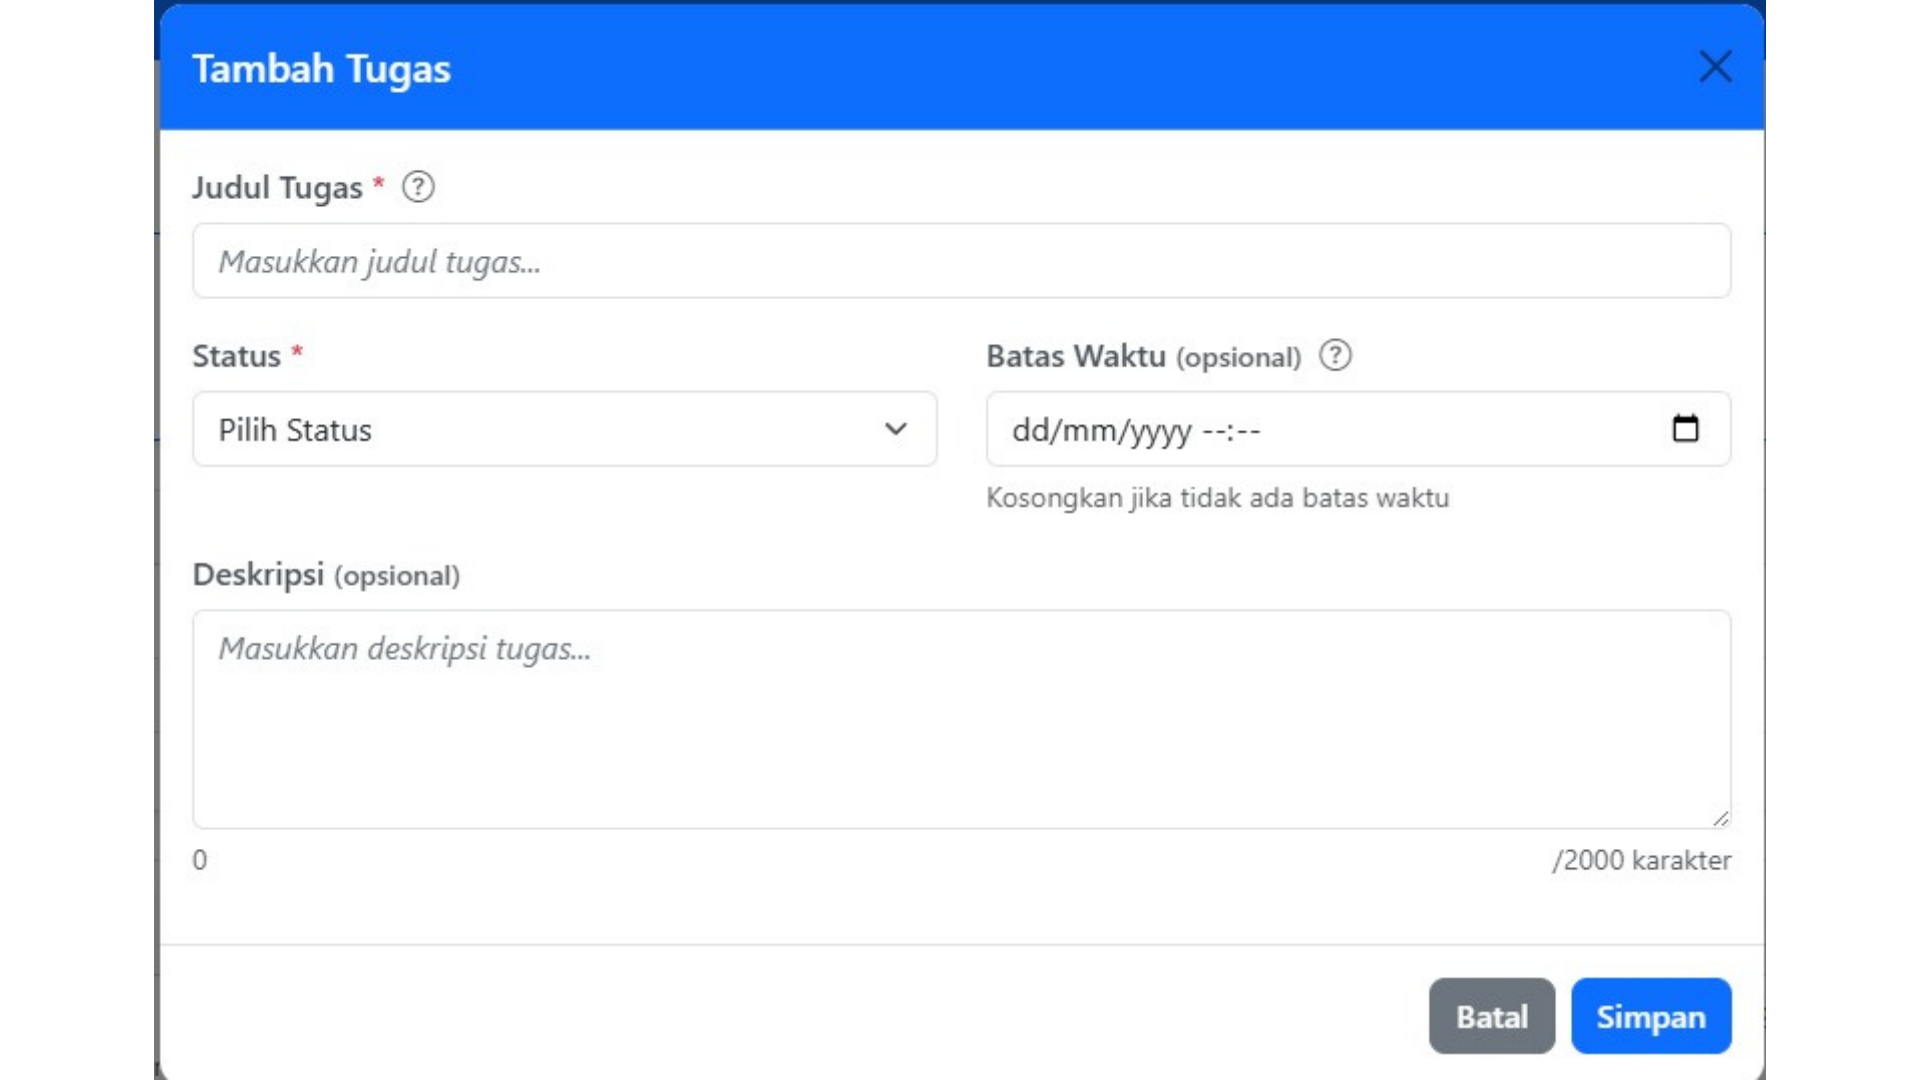 Tambah Tugas
Judul Tugas * ?
Masukkan judul tugas...
Status *
Pilih Status
Batas Waktu (opsional) ?
dd/mm/yyyy --:--
Kosongkan jika tidak ada batas waktu
Deskripsi (opsional)
Masukkan deskripsi tugas...
0 /2000 karakter
Batal Simpan